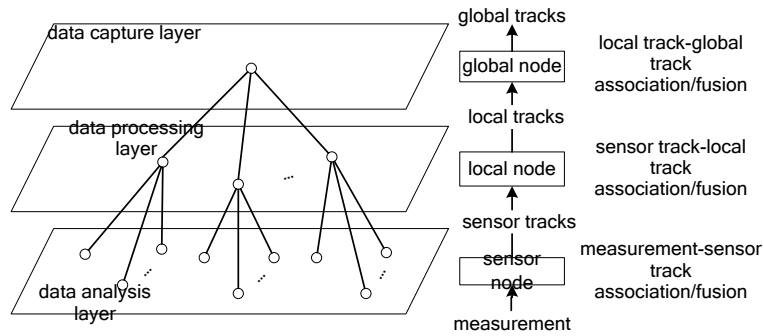 data capture layer
data processing
layer
data analysis
layer
global tracks
global node
local tracks
local node
sensor tracks
sensor
node
measurement
local track-global
track
association/fusion
sensor track-local
track
association/fusion
measurement-sensor
track
association/fusion